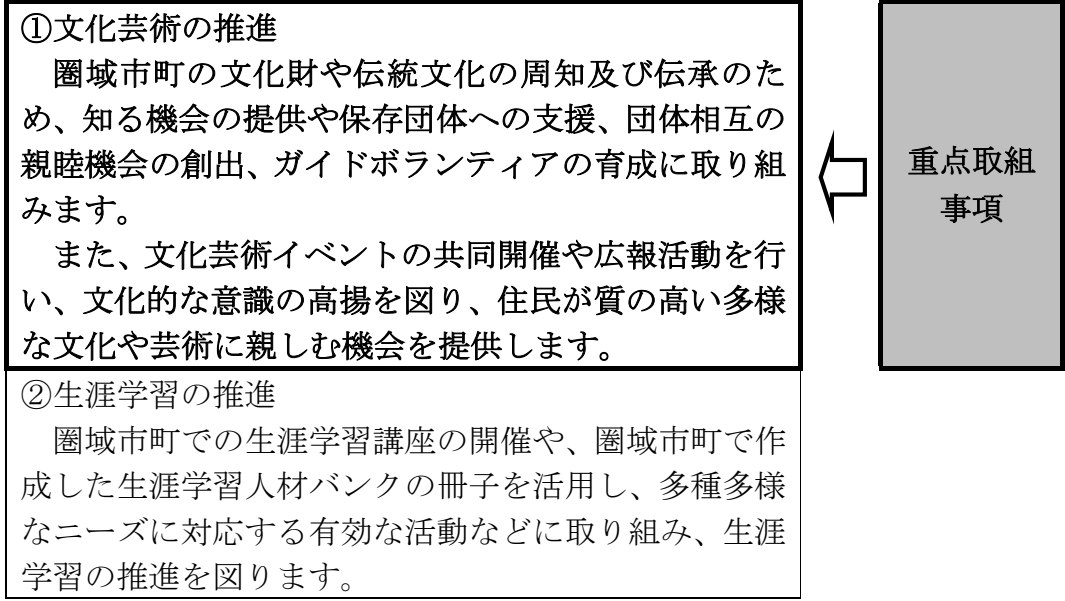 ①文化芸術の推進
圏域市町の文化財や伝統文化の周知及び伝承のた
め、知る機会の提供や保存団体への支援、団体相互の
親睦機会の創出、ガイドボランティアの育成に取り組
みます。
また、文化芸術イベントの共同開催や広報活動を行
い、文化的な意識の高揚を図り、住民が質の高い多様
な文化や芸術に親しむ機会を提供します。
重点取組
事項
②生涯学習の推進
圏域市町での生涯学習講座の開催や、圏域市町で作
成した生涯学習人材バンクの冊子を活用し、多種多様
なニーズに対応する有効な活動などに取り組み、生涯
学習の推進を図ります。